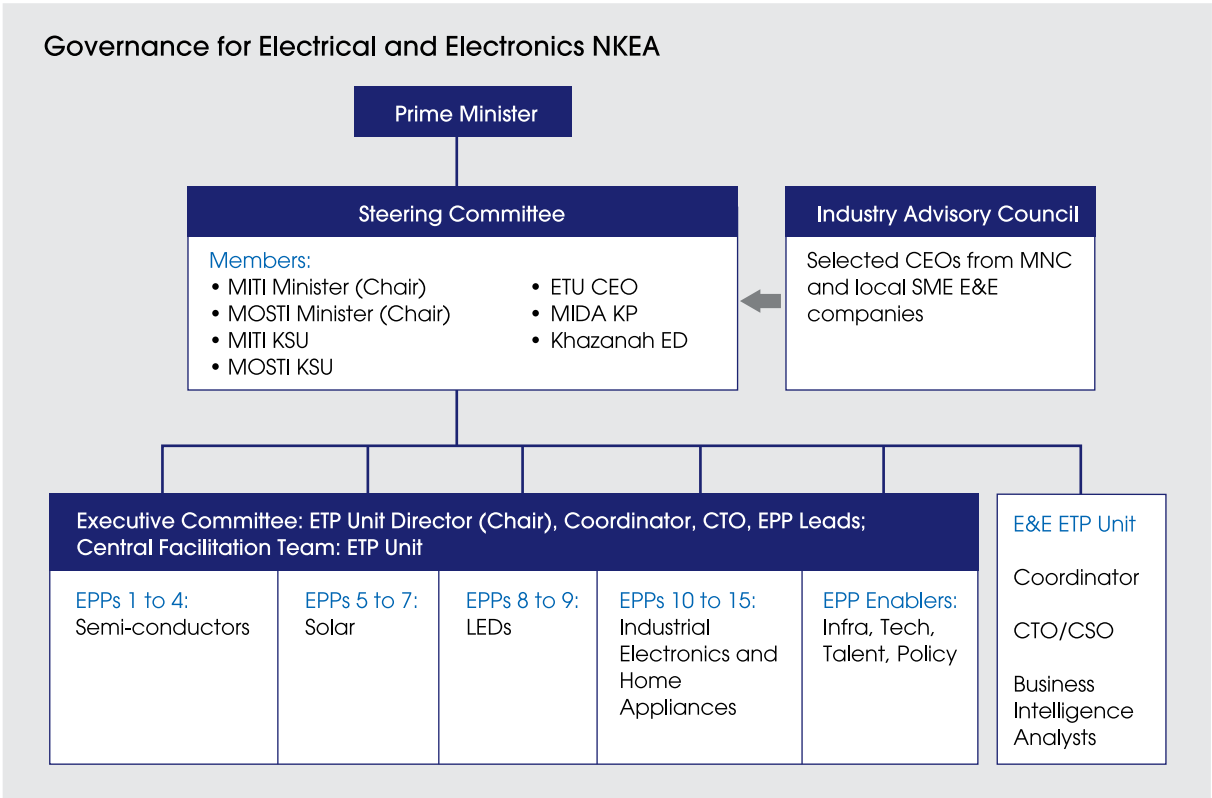 Governance for Electrical and Electronics NKEA
Prime Minister
Steering Committee
Members:
• MITI Minister (Chair)
• MOSTI Minister (Chair)
• MITI KSU
• MOSTI KSU
• ETU CEO
• MIDA KP
• Khazanah ED
Industry Advisory Council
Selected CEOs from MNC
and local SME E&E
companies
Executive Committee: ETP Unit Director (Chair), Coordinator, CTO, EPP Leads;
Central Facilitation Team: ETP Unit
EPPs 1 to 4:
Semi-conductors
EPPs 5 to 7:
Solar
EPPs 8 to 9:
LEDs
EPPs 10 to 15:
Industrial
Electronics and
Home
Appliances
EPP Enablers:
Infra, Tech,
Talent, Policy
E&E ETP Unit
Coordinator
CTO/CSO
Business
Intelligence
Analysts